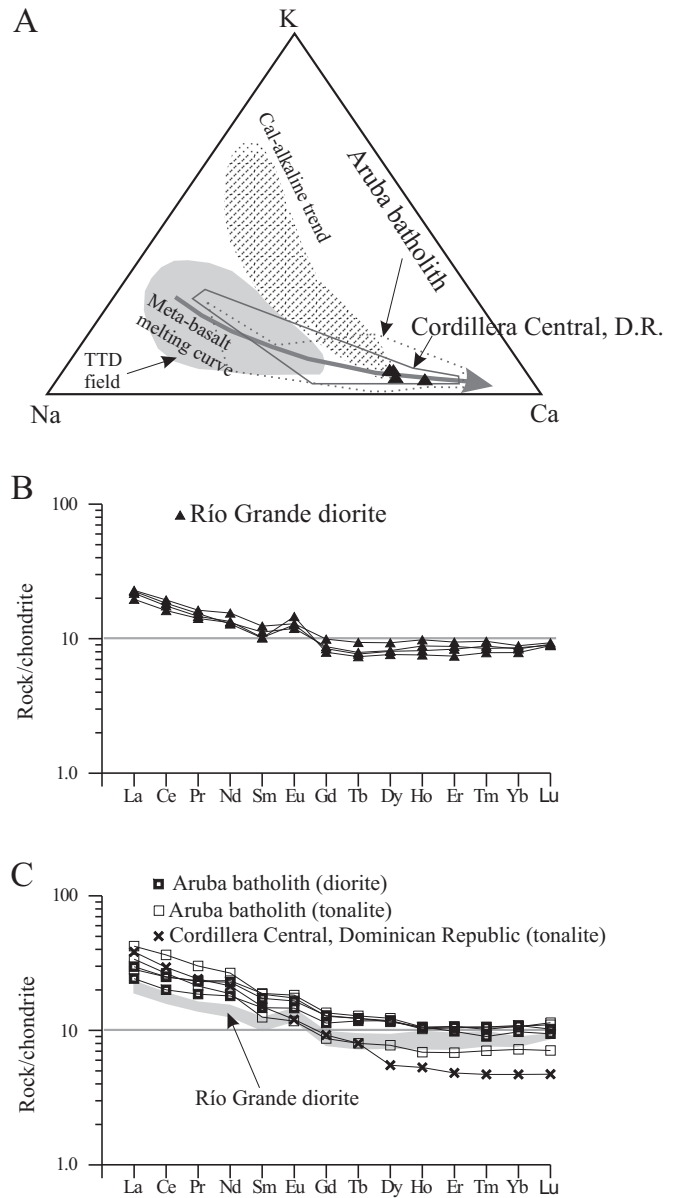 A
K
Cal-alkaline trend
Aruba batholith
Cordillera Central, D.R.
Meta-basalt
melting curve
TTD
field
Na
Ca
B
100
10
1.0
Rock/chondrite
Río Grande diorite
La Ce Pr Nd Sm Eu Gd Tb Dy Ho Er Tm Yb Lu
C
100
10
1.0
Rock/chondrite
Aruba batholith (diorite)
Aruba batholith (tonalite)
Cordillera Central, Dominican Republic (tonalite)
Río Grande diorite
La Ce Pr Nd Sm Eu Gd Tb Dy Ho Er Tm Yb Lu